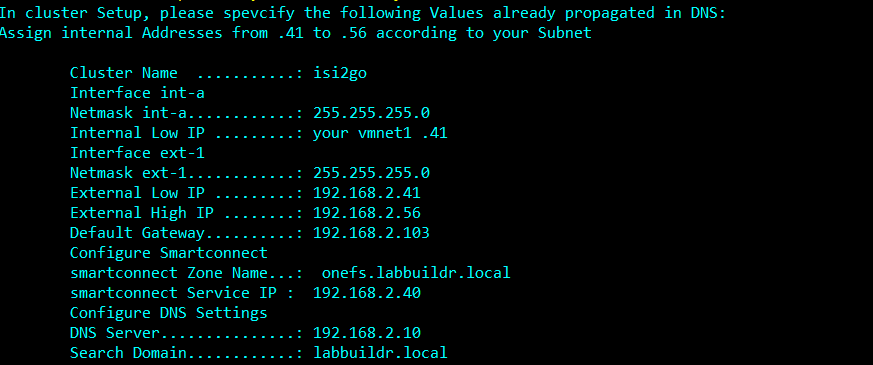 In cluster Setup, please spevcify the following Values already propagated in DNS:
Assign internal Addresses from .41 to .56 according to your Subnet
Cluster Name ...........: isi2go
Interface int-a
Netmask int-a............: 255.255.255.0
Internal Low IP .........: your vmnet1 .41
Interface ext-1
Netmask ext-1............: 255.255.255.0
External Low IP .........: 192.168.2.41
External High IP ........: 192.168.2.56
Default Gateway..........: 192.168.2.103
Configure Smartconnect
smartconnect Zone Name...: onefs.labbuildr.local
smartconnect Service IP : 192.168.2.40
Configure DNS Settings
DNS Server...............: 192.168.2.10
Search Domain............: labbuildr.local